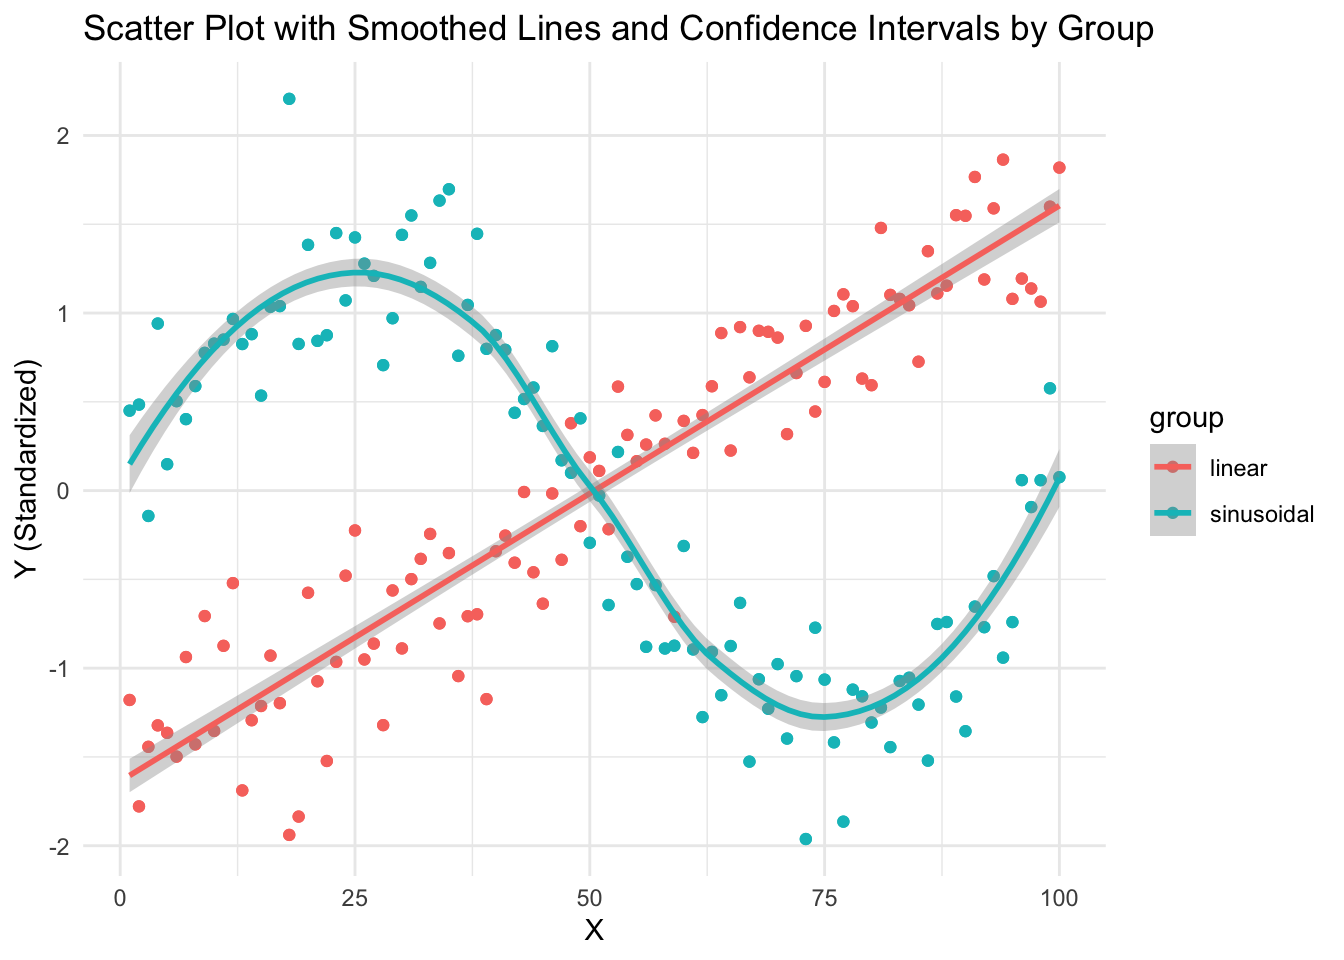 Scatter Plot with Smoothed Lines and Confidence Intervals by Group
2
1
0
-1
-2
Y (Standardized)
0 25 50 75 100
X
group
linear
sinusoidal